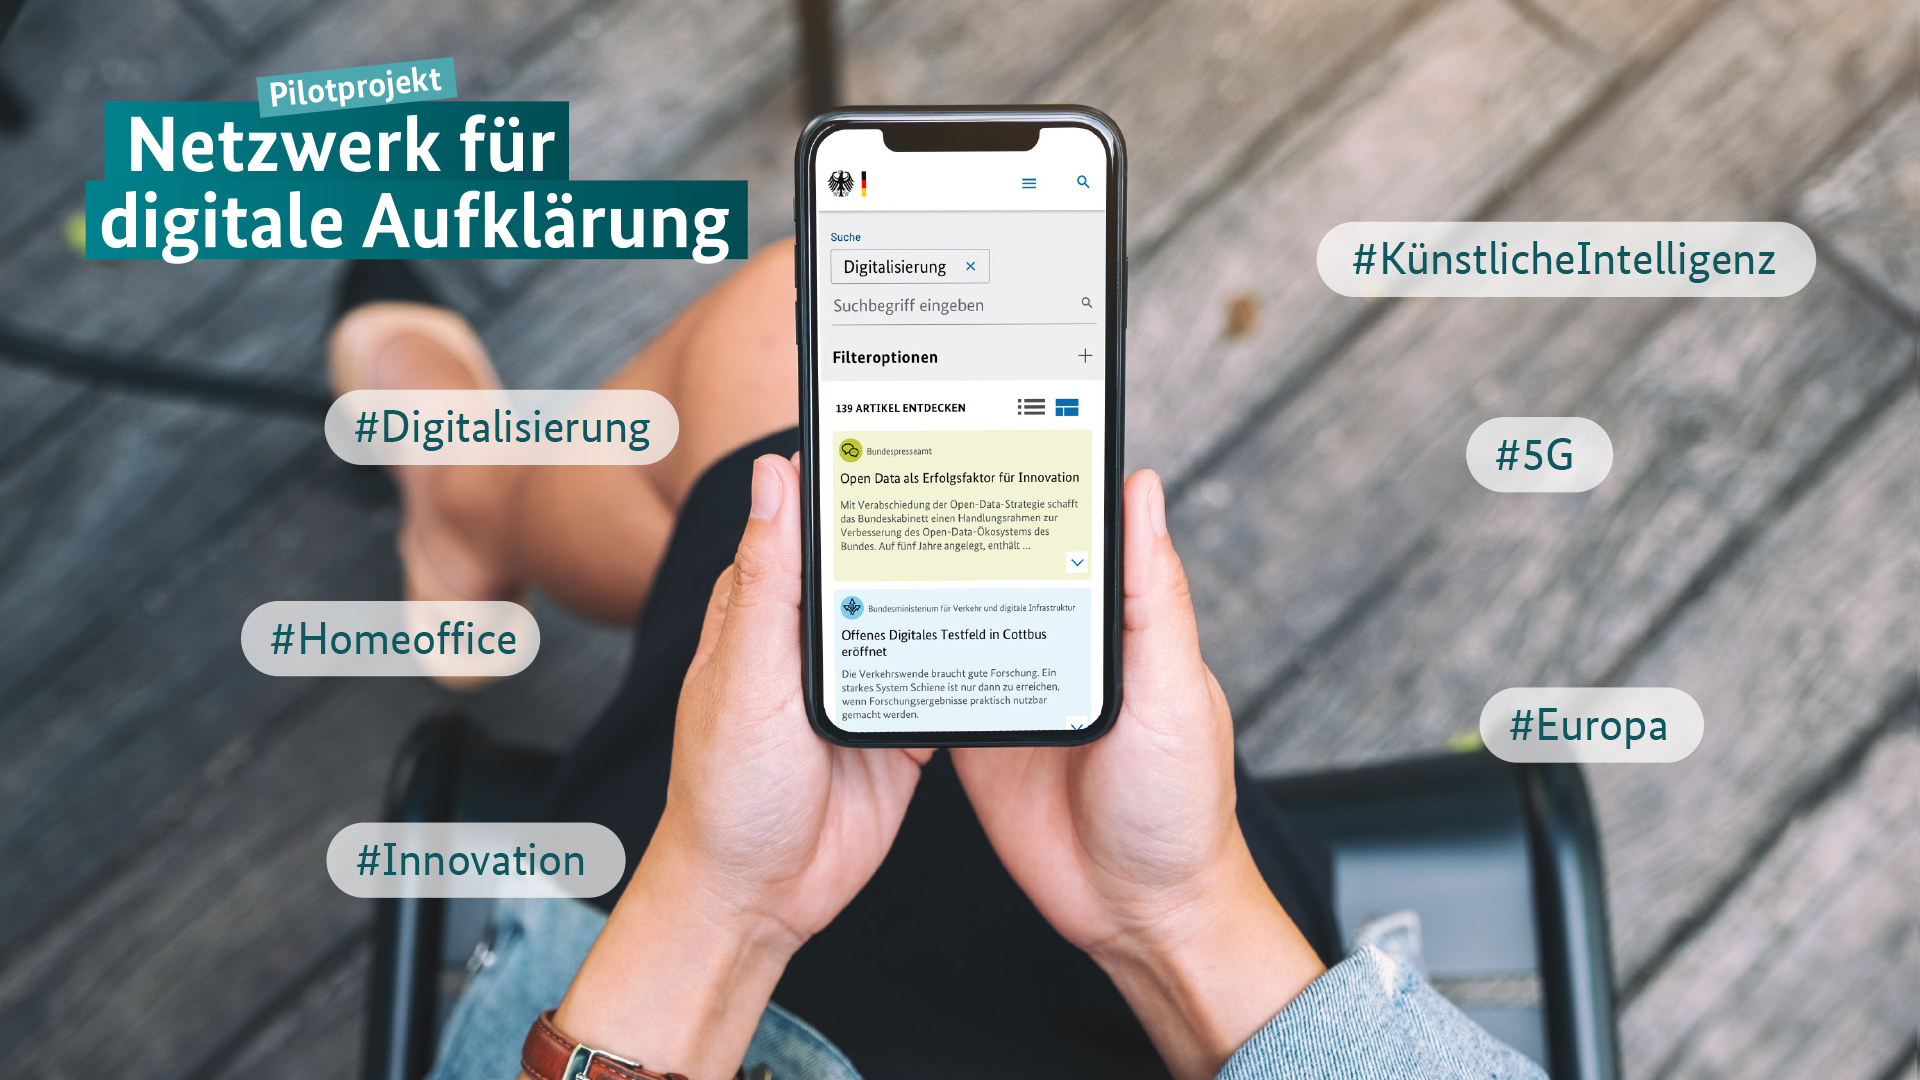 Pilotprojekt
Netzwerk für
digitale Aufklärung
#Digitalisierung
#Homeoffice
#Innovation
Suche
Digitalisierung ×
Suchbegriff eingeben
Filteroptionen +
139 ARTIKEL ENTDECKEN
Bundespresseamt
Open Data als Erfolgsfaktor für Innovation
Mit Verabschiedung der Open-Data-Strategie schafft
das Bundeskabinett einen Handlungsrahmen zur
Verbesserung des Open-Data-Ökosystems des
Bundes. Auf fünf Jahre angelegt, enthält ...
Bundesministerium für Verkehr und digitale Infrastruktur
Offenes Digitales Testfeld in Cottbus
eröffnet
Die Verkehrswende braucht gute Forschung. Ein
starkes System Schiene ist nur dann zu erreichen,
wenn Forschungsergebnisse praktisch nutzbar
gemacht werden.
#KünstlicheIntelligenz
#5G
#Europa